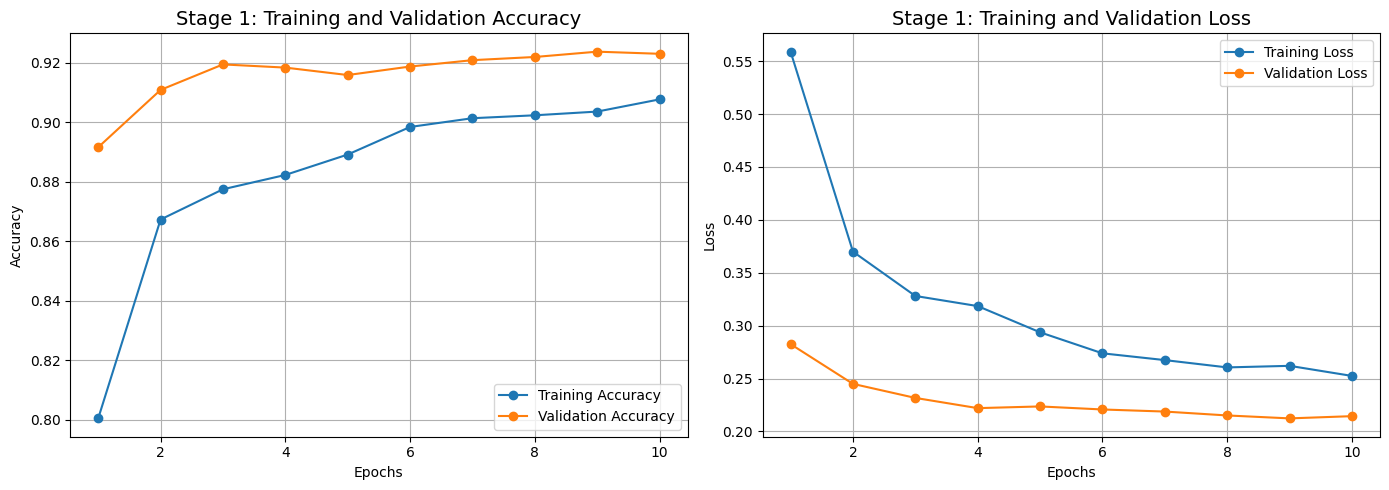 Stage 1: Training and Validation Accuracy
Accuracy
0.92
0.90
0.88
0.86
0.84
0.82
0.80
2
4
6
8
10
Epochs
Training Accuracy
Validation Accuracy
Stage 1: Training and Validation Loss
Loss
0.55
0.50
0.45
0.40
0.35
0.30
0.25
0.20
2
4
6
8
10
Epochs
Training Loss
Validation Loss